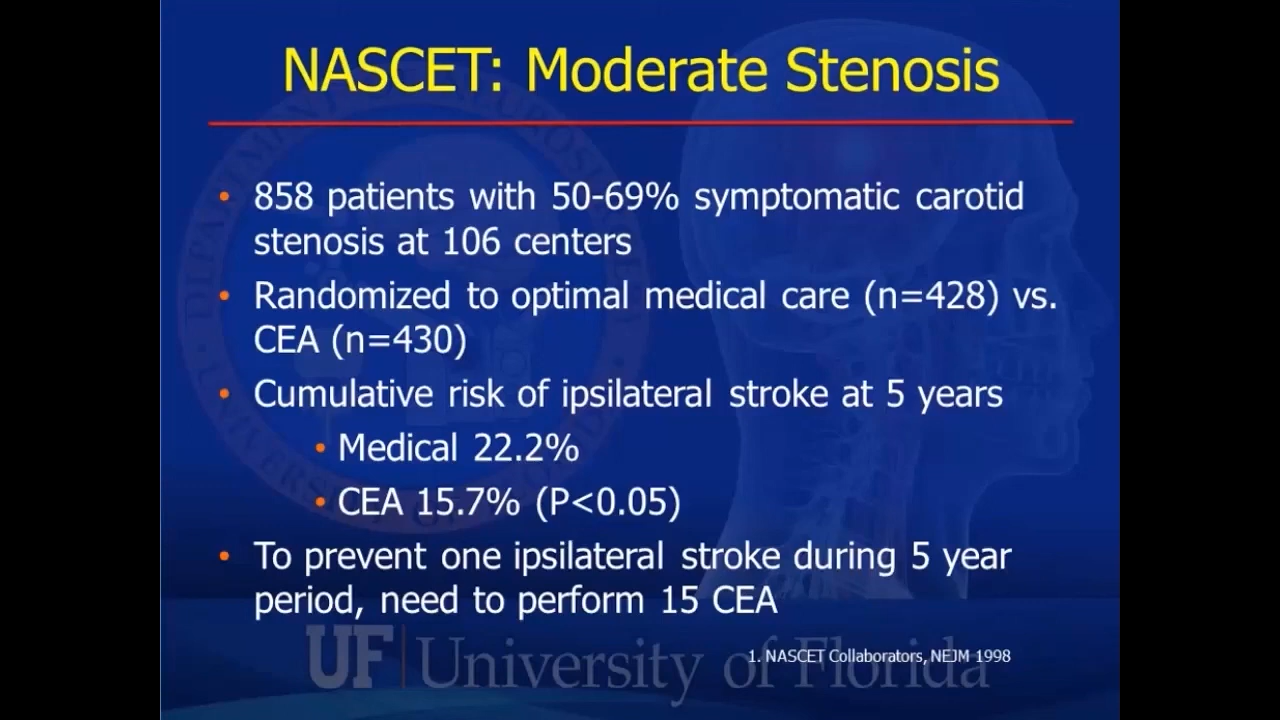 NASCET: Moderate Stenosis
• 858 patients with 50-69% symptomatic carotid
stenosis at 106 centers
• Randomized to optimal medical care (n=428) vs.
CEA (n=430)
• Cumulative risk of ipsilateral stroke at 5 years
• Medical 22.2%
• CEA 15.7% (P<0.05)
• To prevent one ipsilateral stroke during 5 year
period, need to perform 15 CEA
1. NASCET Collaborators, NEJM 1998
UF University of Florida